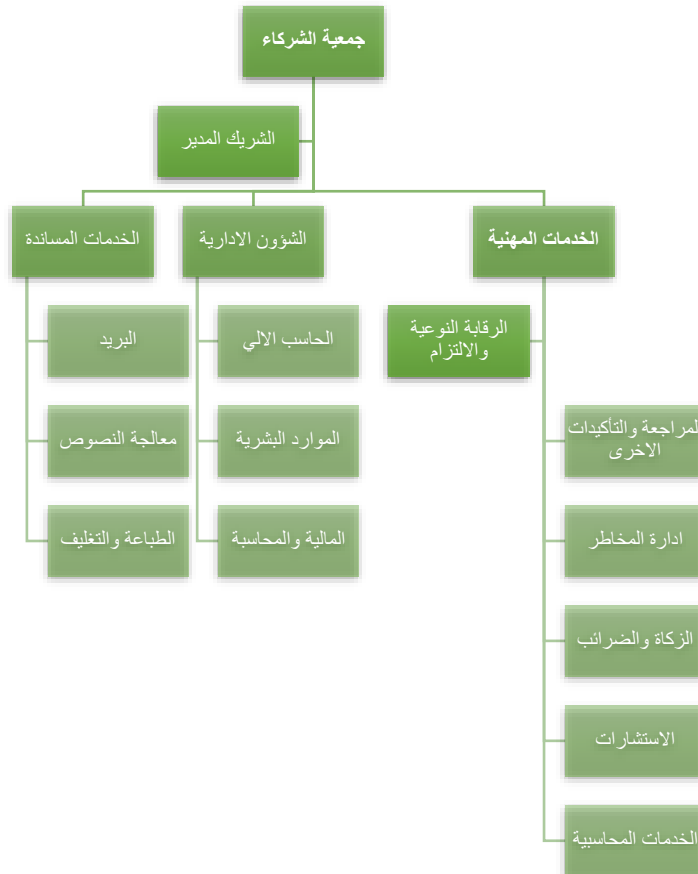 جمعية الشركاء
الشريك المدير
الخدمات المهنية
الشؤون الادارية
الخدمات المساندة
الرقابة النوعية
والالتزام
المراجعة والتأكيدات
الاخرى
ادارة المخاطر
الزكاة والضرائب
الاستشارات
الخدمات المحاسبية
الحاسب الالي
الموارد البشرية
المالية والمحاسبة
البريد
معالجة النصوص
الطباعة والتغليف